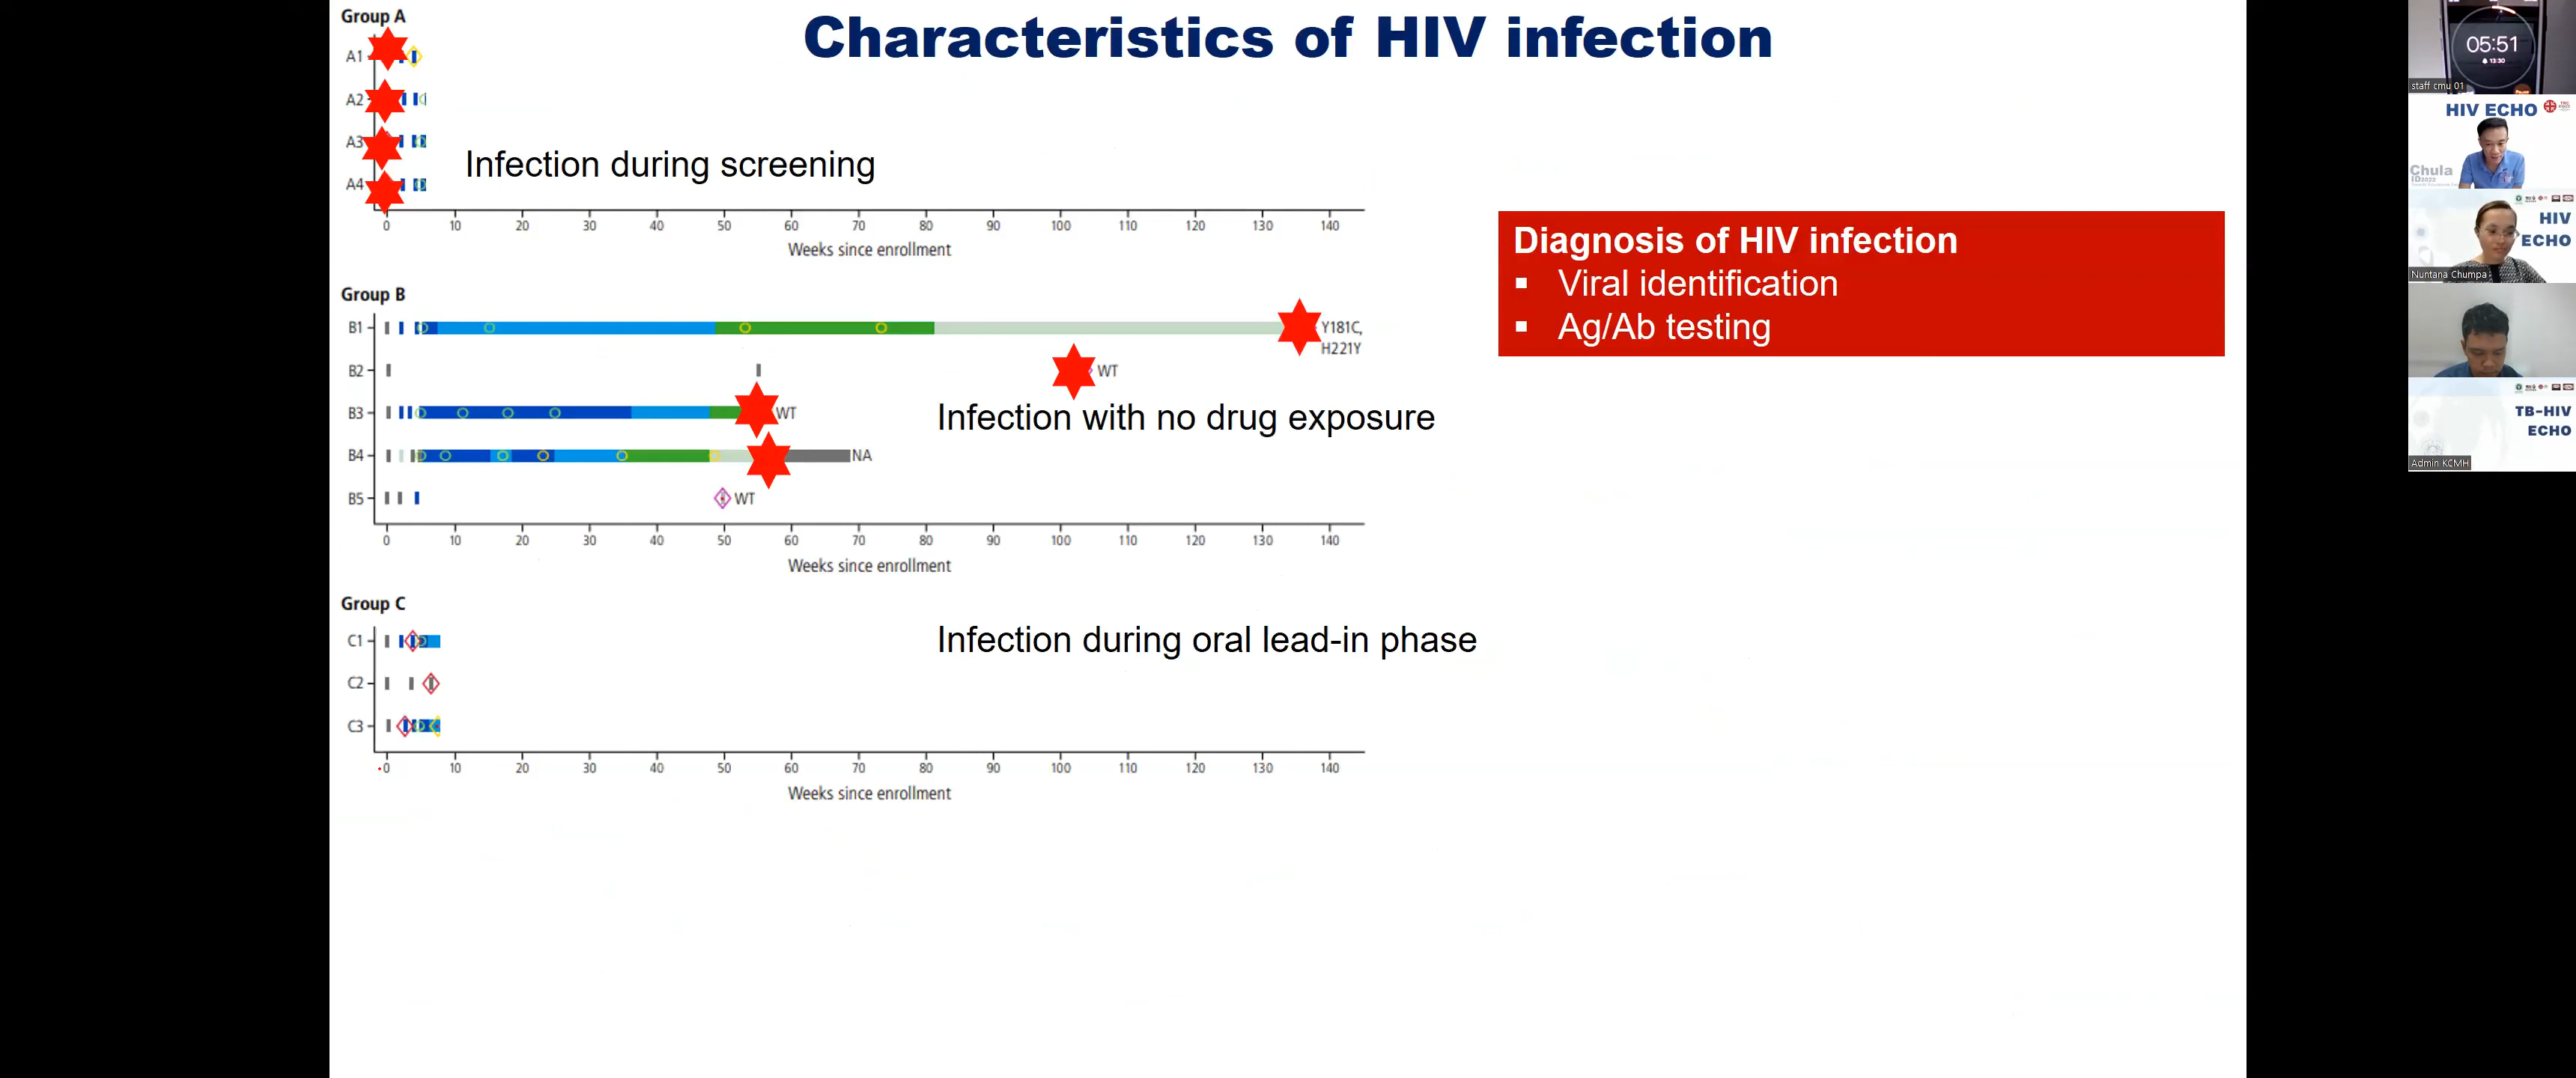 Characteristics of HIV infection
Group A
A1
A2
A3
A4
Infection during screening
0 10 20 30 40 50 60 70 80 90 100 110 120 130 140
Weeks since enrollment
Group B
B1
Y181C,
H221Y
B2
WT
B3
WT
Infection with no drug exposure
B4
NA
B5
WT
0 10 20 30 40 50 60 70 80 90 100 110 120 130 140
Weeks since enrollment
Group C
C1
Infection during oral lead-in phase
C2
C3
0 10 20 30 40 50 60 70 80 90 100 110 120 130 140
Weeks since enrollment
Diagnosis of HIV infection
▪ Viral identification
▪ Ag/Ab testing
05:51
13:30
staff cmu 01
HIV ECHO
Chula
ID2022
HIV
ECHO
Nuntana Chumpa
TB-HIV
ECHO
Admin KCMH